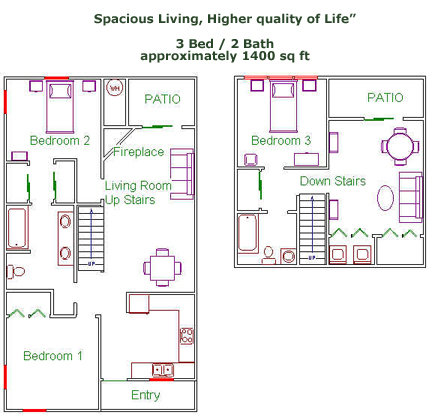 Spacious Living, Higher quality of Life”
3 Bed / 2 Bath
approximately 1400 sq ft
PATIO
Bedroom 2
Fireplace
Living Room
Up Stairs
UP
Bedroom 1
Entry
PATIO
Bedroom 3
Down Stairs
UP